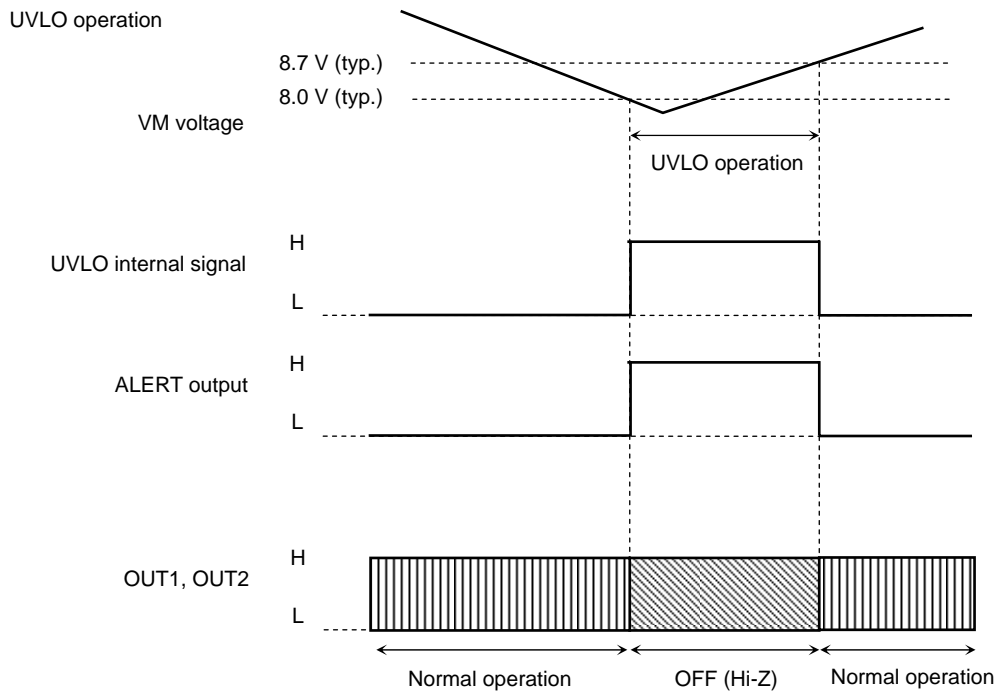 UVLO operation
8.7 V (typ.)
8.0 V (typ.)
VM voltage
UVLO operation
H
UVLO internal signal
L
H
ALERT output
L
H
OUT1, OUT2
L
Normal operation
OFF (Hi-Z)
Normal operation